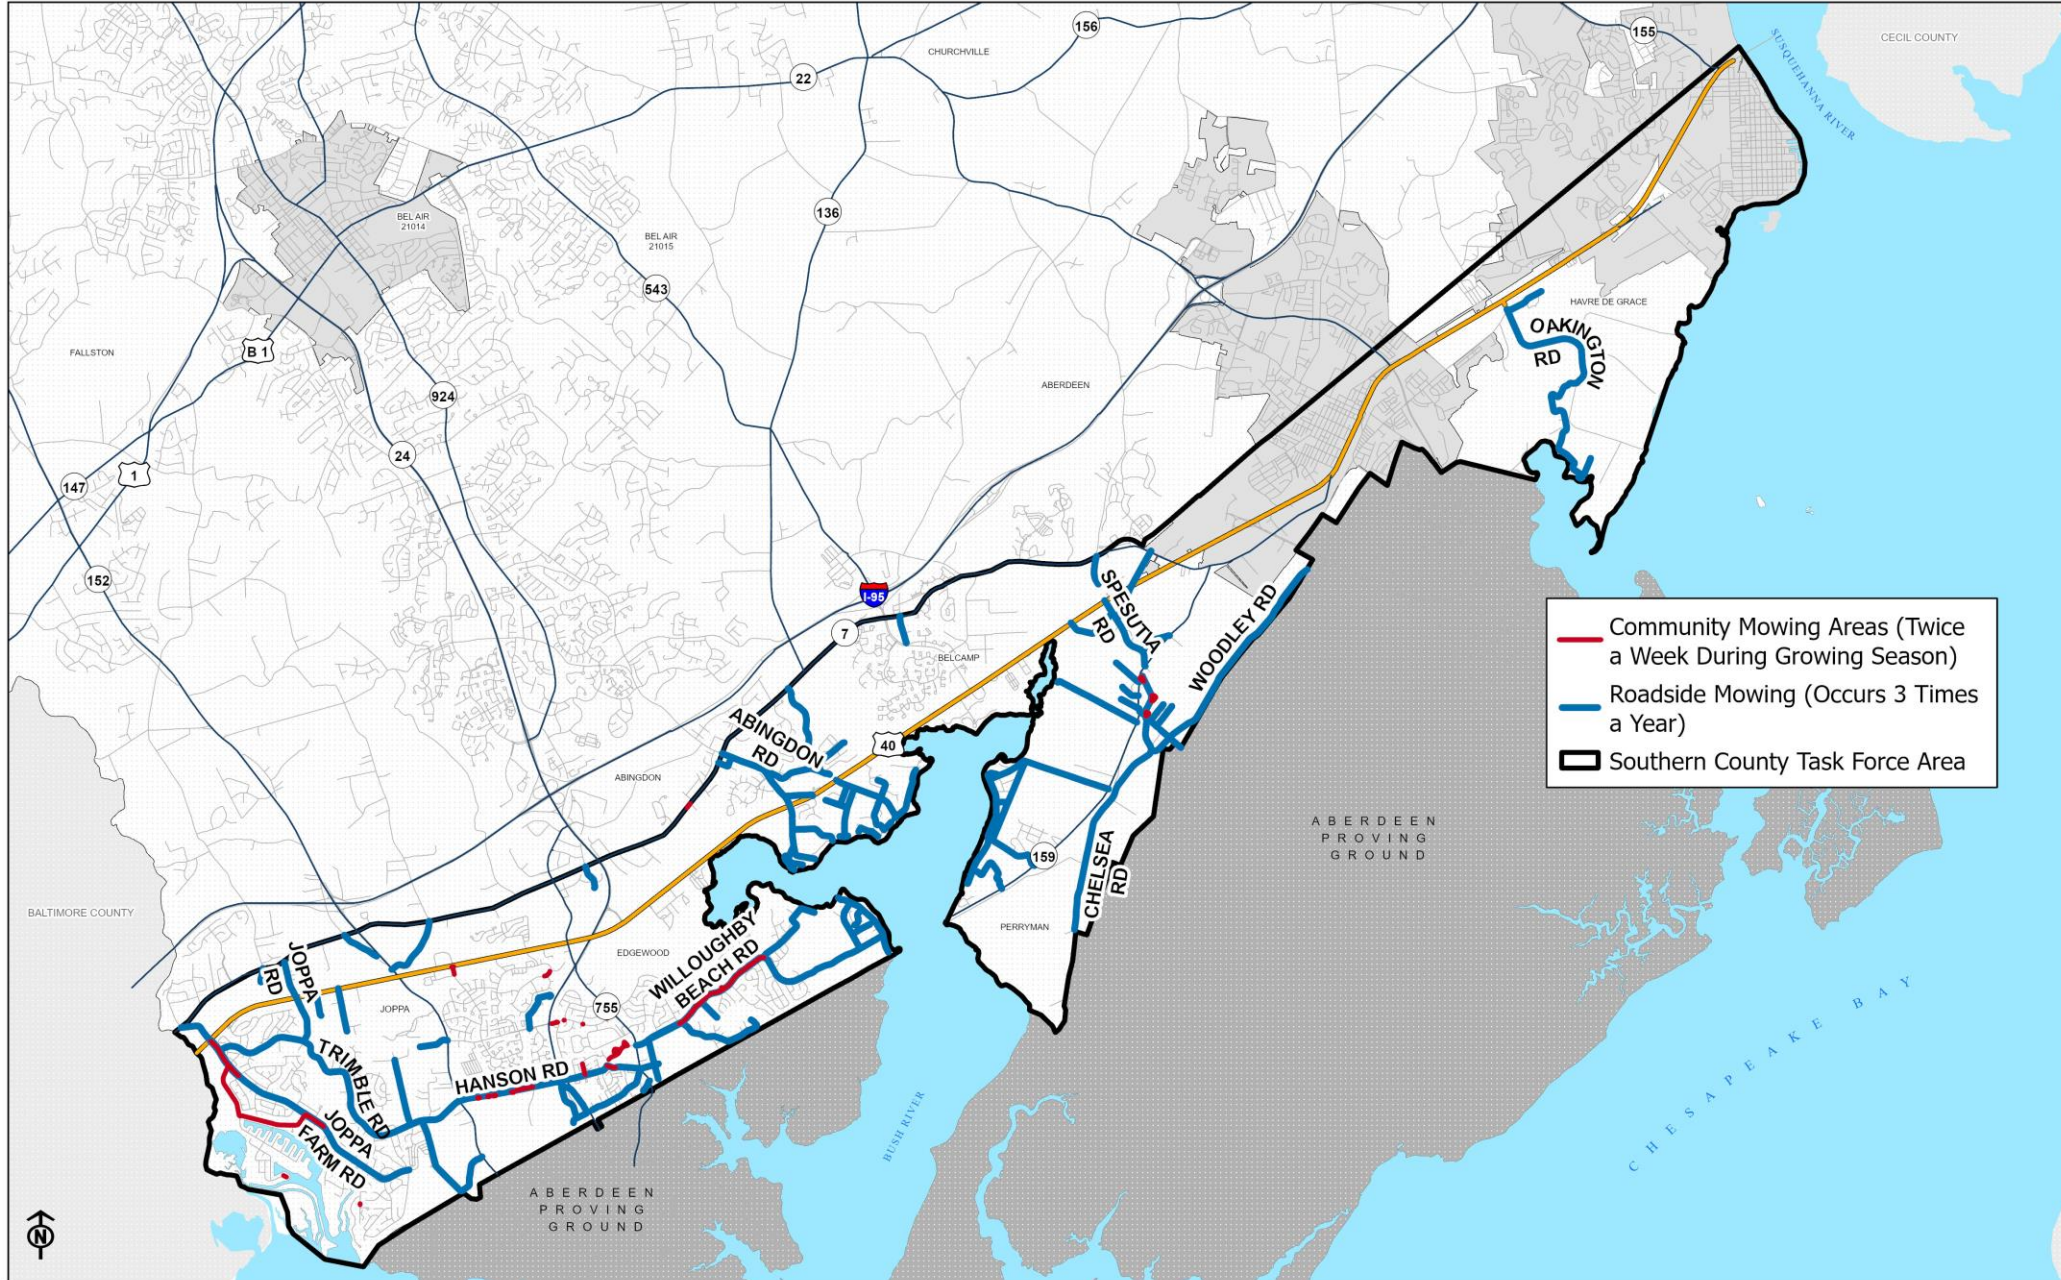 156
155
CECIL COUNTY
CHURCHVILLE
SUSQUEHANNA RIVER
22
136
BEL AIR
21014
BEL AIR
21015
543
HAVRE DE GRACE
OAKINGTON
RD
B 1
FALLSTON
924
ABERDEEN
24
1
147
152
I-95
7
SPESUTIA
RD
WOODLEY RD
BELCAMP
Community Mowing Areas (Twice
a Week During Growing Season)
Roadside Mowing (Occurs 3 Times
a Year)
Southern County Task Force Area
ABINGDON
RD
40
ABINGDON
ABERDEEN
PROVING
GROUND
159
CHELSEA
RD
BALTIMORE COUNTY
PERRYMAN
EDGEWOOD
WILLOUGHBY
BEACH RD
JOPPA
RD
JOPPA
755
CHESAPEAKE BAY
TRIMBLE RD
HANSON RD
JOPPA
FARM RD
BUSH RIVER
ABERDEEN
PROVING
GROUND
N